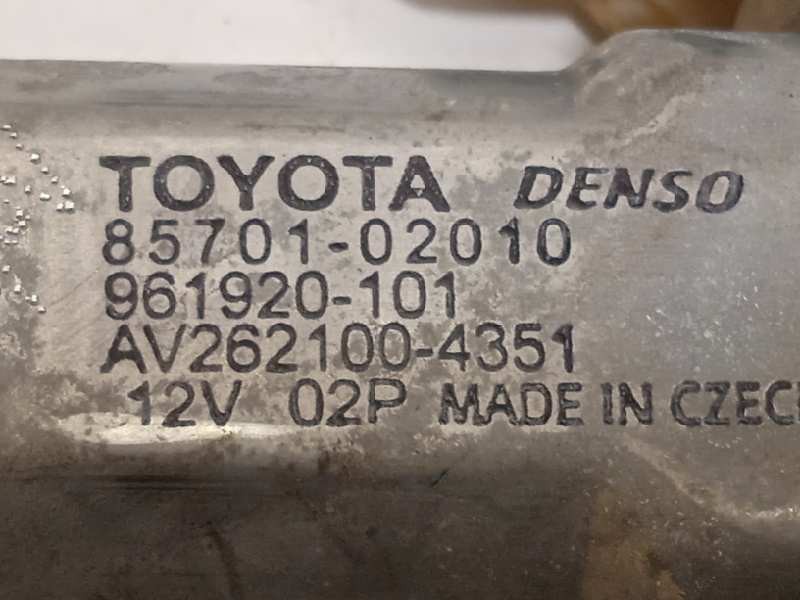 TOYOTA DENSO
85701-02010
961920-101
AV262100-4351
12V 02P MADE IN CZEC